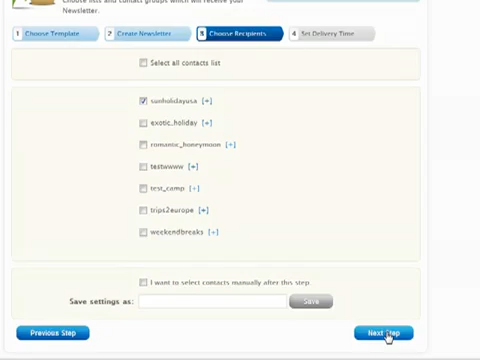 Choose lists and contact groups which will receive your
Newsletter.
1 Choose Template 2 Create Newsletter 3 Choose Recipients 4 Set Delivery Time
Select all contacts list
sunholidayusa [+]
exotic_holiday [+]
romantic_honeymoon [+]
testwwww [+]
test_camp [+]
trips2europe [+]
weekendbreaks [+]
I want to select contacts manually after this step
Save settings as: Save
Previous Step Next Step